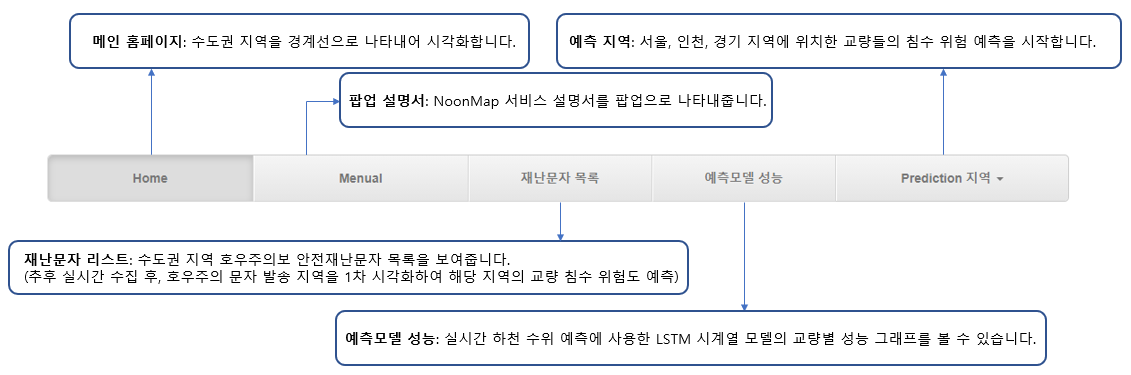 메인 홈페이지: 수도권 지역을 경계선으로 나타내어 시각화합니다.
예측 지역: 서울, 인천, 경기 지역에 위치한 교량들의 침수 위험 예측을 시작합니다.
팝업 설명서: NoonMap 서비스 설명서를 팝업으로 나타내줍니다.
Home
Menual
재난문자 목록
예측모델 성능
Prediction 지역
재난문자 리스트: 수도권 지역 호우주의보 안전재난문자 목록을 보여줍니다.
(추후 실시간 수집 후, 호우주의 문자 발송 지역을 1차 시각화하여 해당 지역의 교량 침수 위험도 예측)
예측모델 성능: 실시간 하천 수위 예측에 사용한 LSTM 시계열 모델의 교량별 성능 그래프를 볼 수 있습니다.